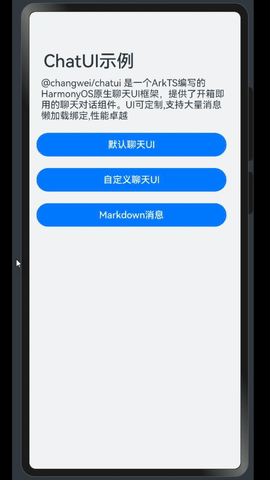 ChatUI示例
@changwei/chatui 是一个ArkTS编写的
HarmonyOS原生聊天UI框架，提供了开箱即
用的聊天对话组件。UI可定制,支持大量消息
懒加载绑定,性能卓越
默认聊天UI
自定义聊天UI
Markdown消息